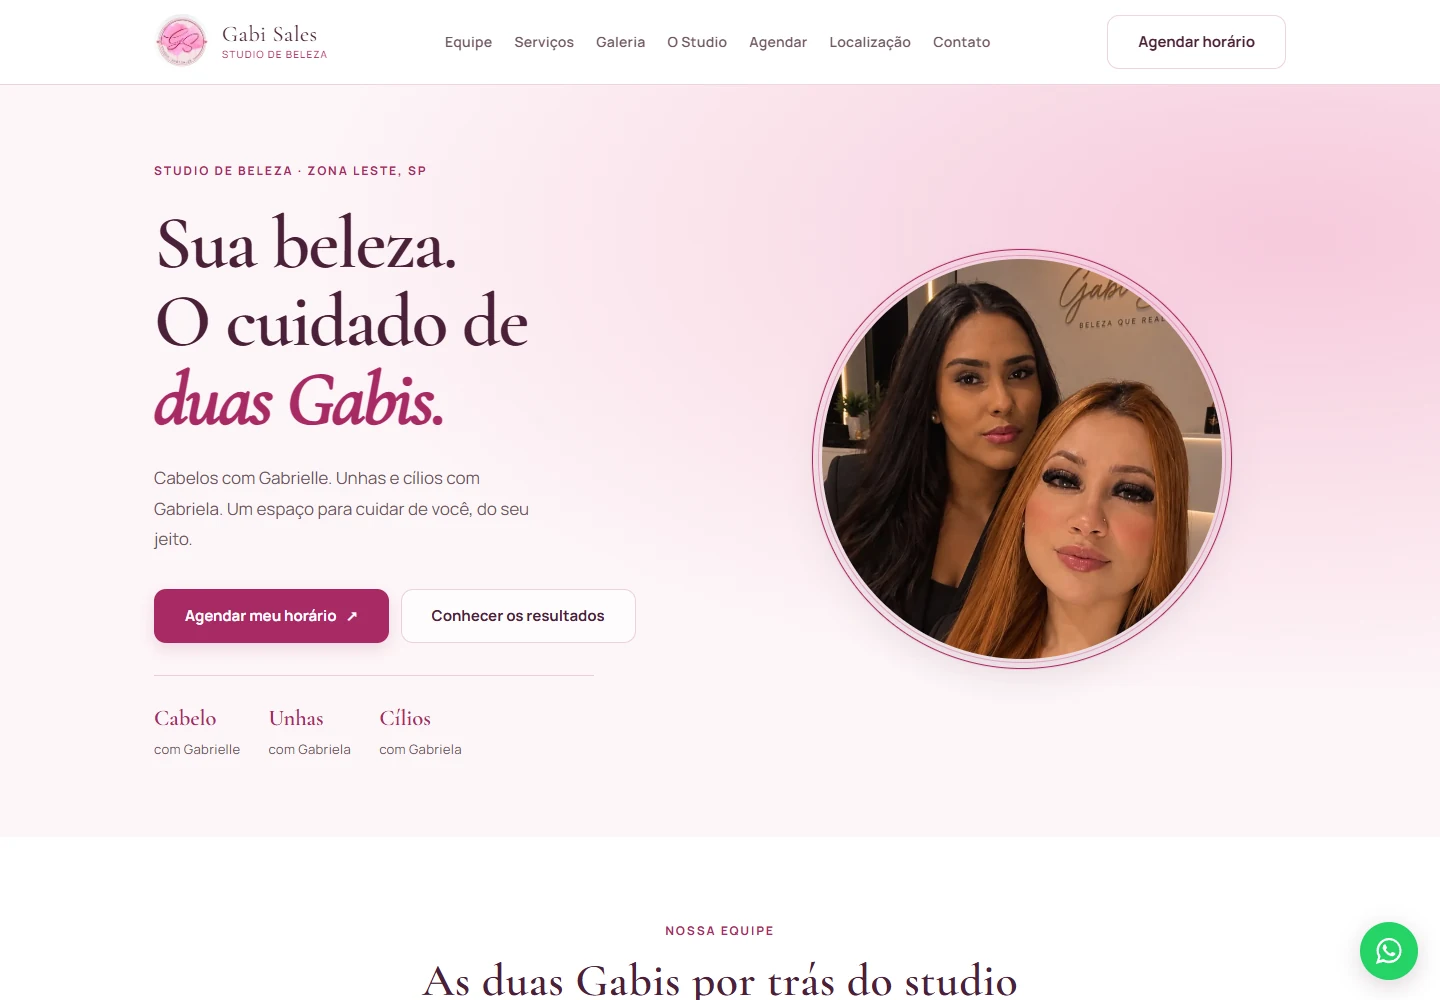 Gabi Sales
STUDIO DE BELEZA
Equipe
Serviços
Galeria
O Studio
Agendar
Localização
Contato
Agendar horário
STUDIO DE BELEZA · ZONA LESTE, SP
Sua beleza.
O cuidado de
duas Gabis.
Cabelos com Gabrielle. Unhas e cílios com
Gabriela. Um espaço para cuidar de você, do seu
jeito.
Agendar meu horário ↗
Conhecer os resultados
Cabelo
com Gabrielle
Unhas
com Gabriela
Cílios
com Gabriela
Gabi
BELEZA QUE
NOSSA EQUIPE
As duas Gabis por trás do studio